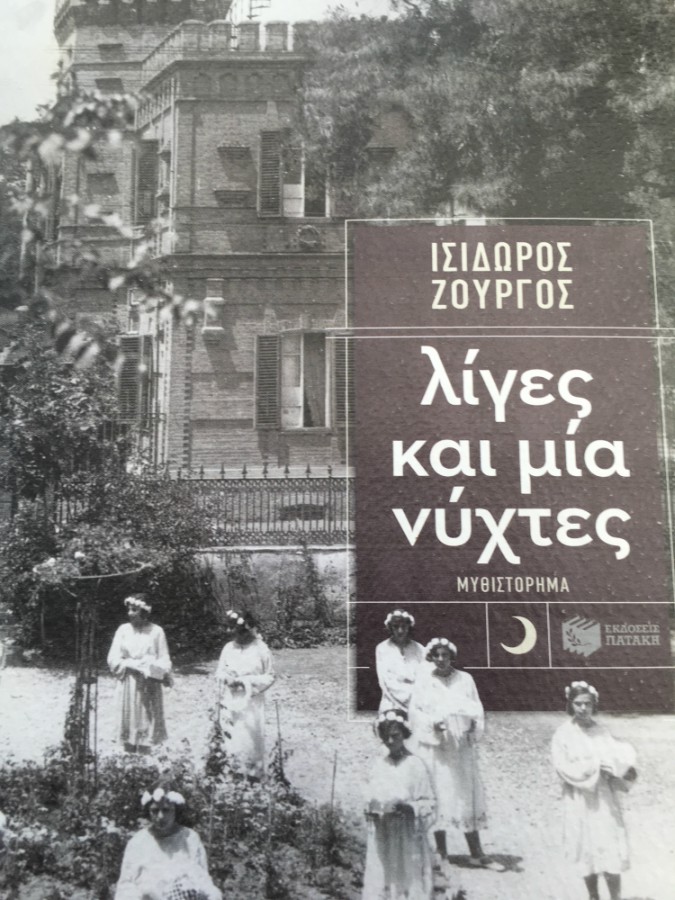 ΙΣΙΔΩΡΟΣ
ΖΟΥΡΓΟΣ
λίγες
και μία
νύχτες
ΜΥΘΙΣΤΟΡΗΜΑ
ΕΚΔΟΣΕΙΣ
ΠΑΤΑΚΗ